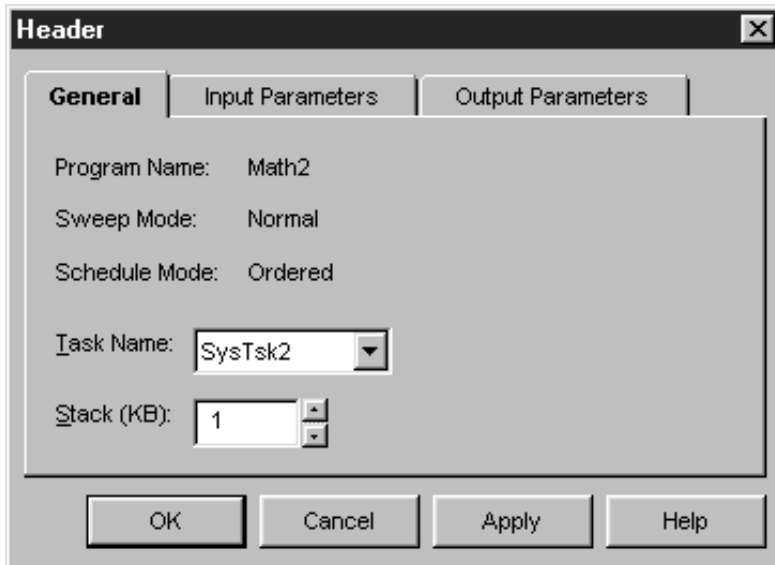 Header
General Input Parameters Output Parameters
Program Name: Math2
Sweep Mode: Normal
Schedule Mode: Ordered
Task Name: SysTsk2
Stack (KB): 1
OK Cancel Apply Help